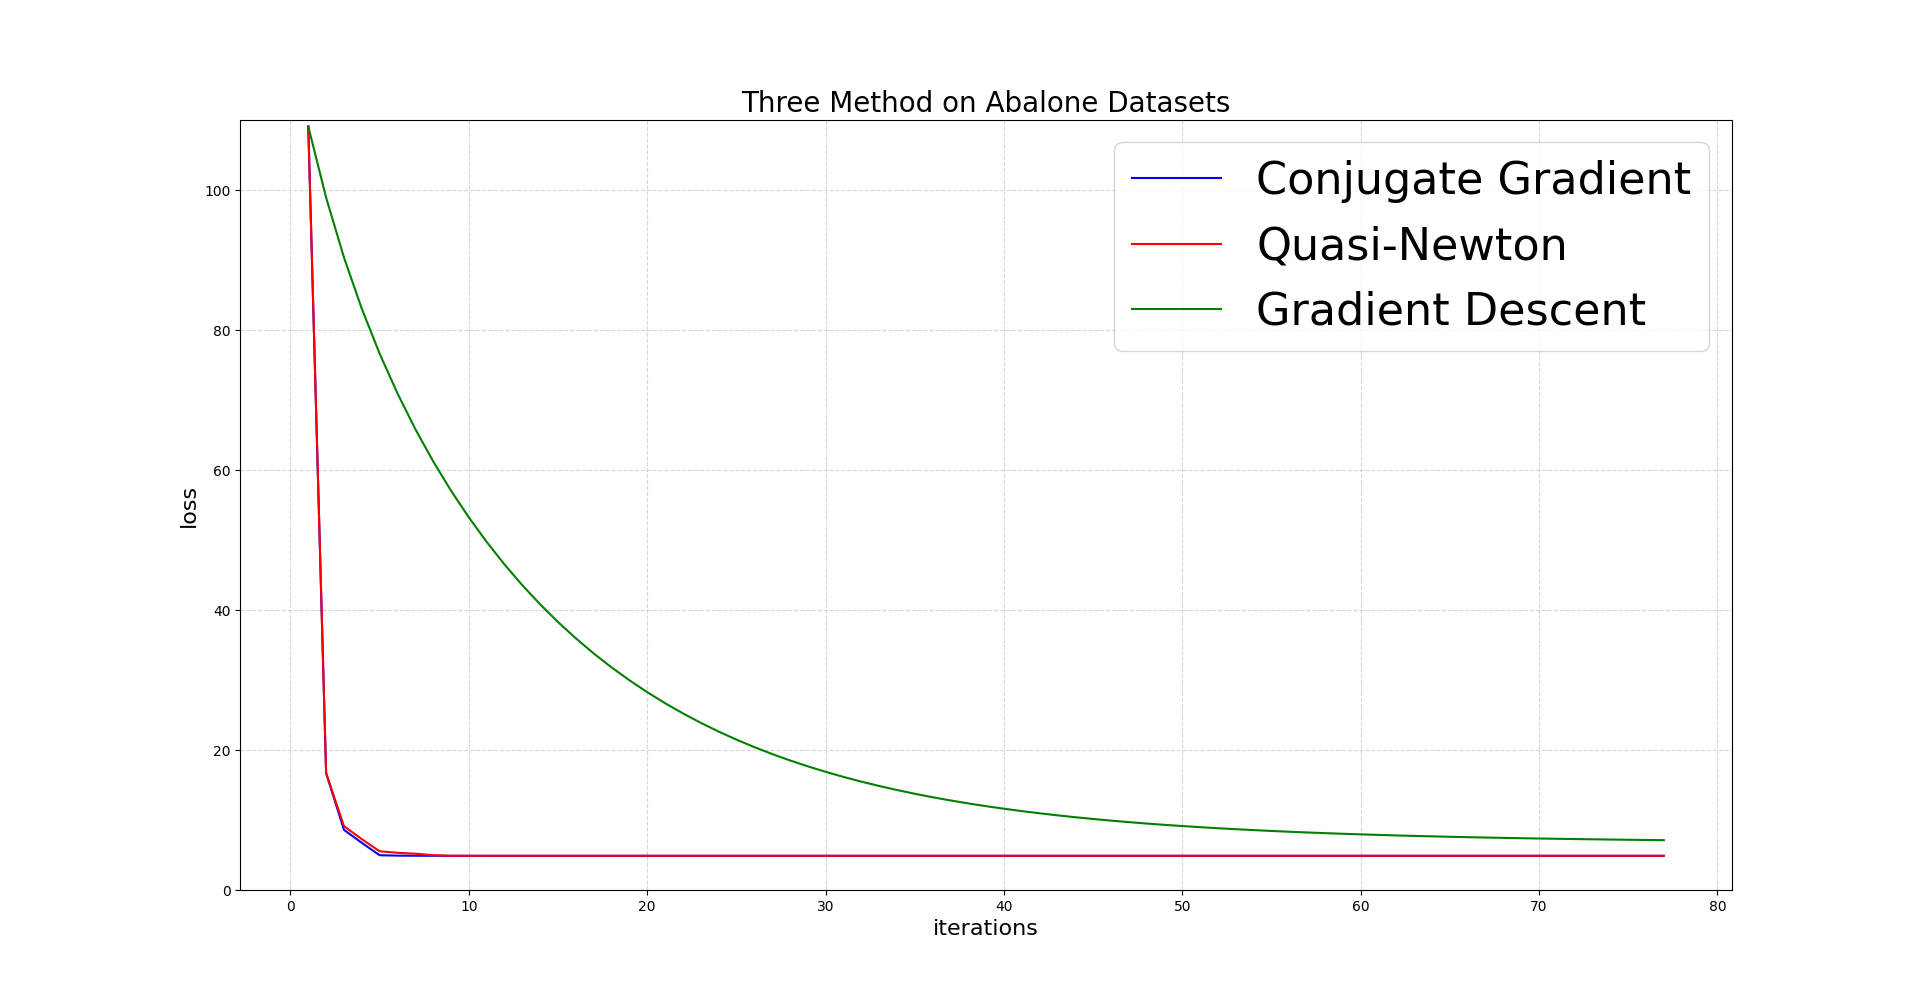 Three Method on Abalone Datasets
Conjugate Gradient
Quasi-Newton
Gradient Descent
loss
100
80
60
40
20
0
0 10 20 30 40 50 60 70 80
iterations